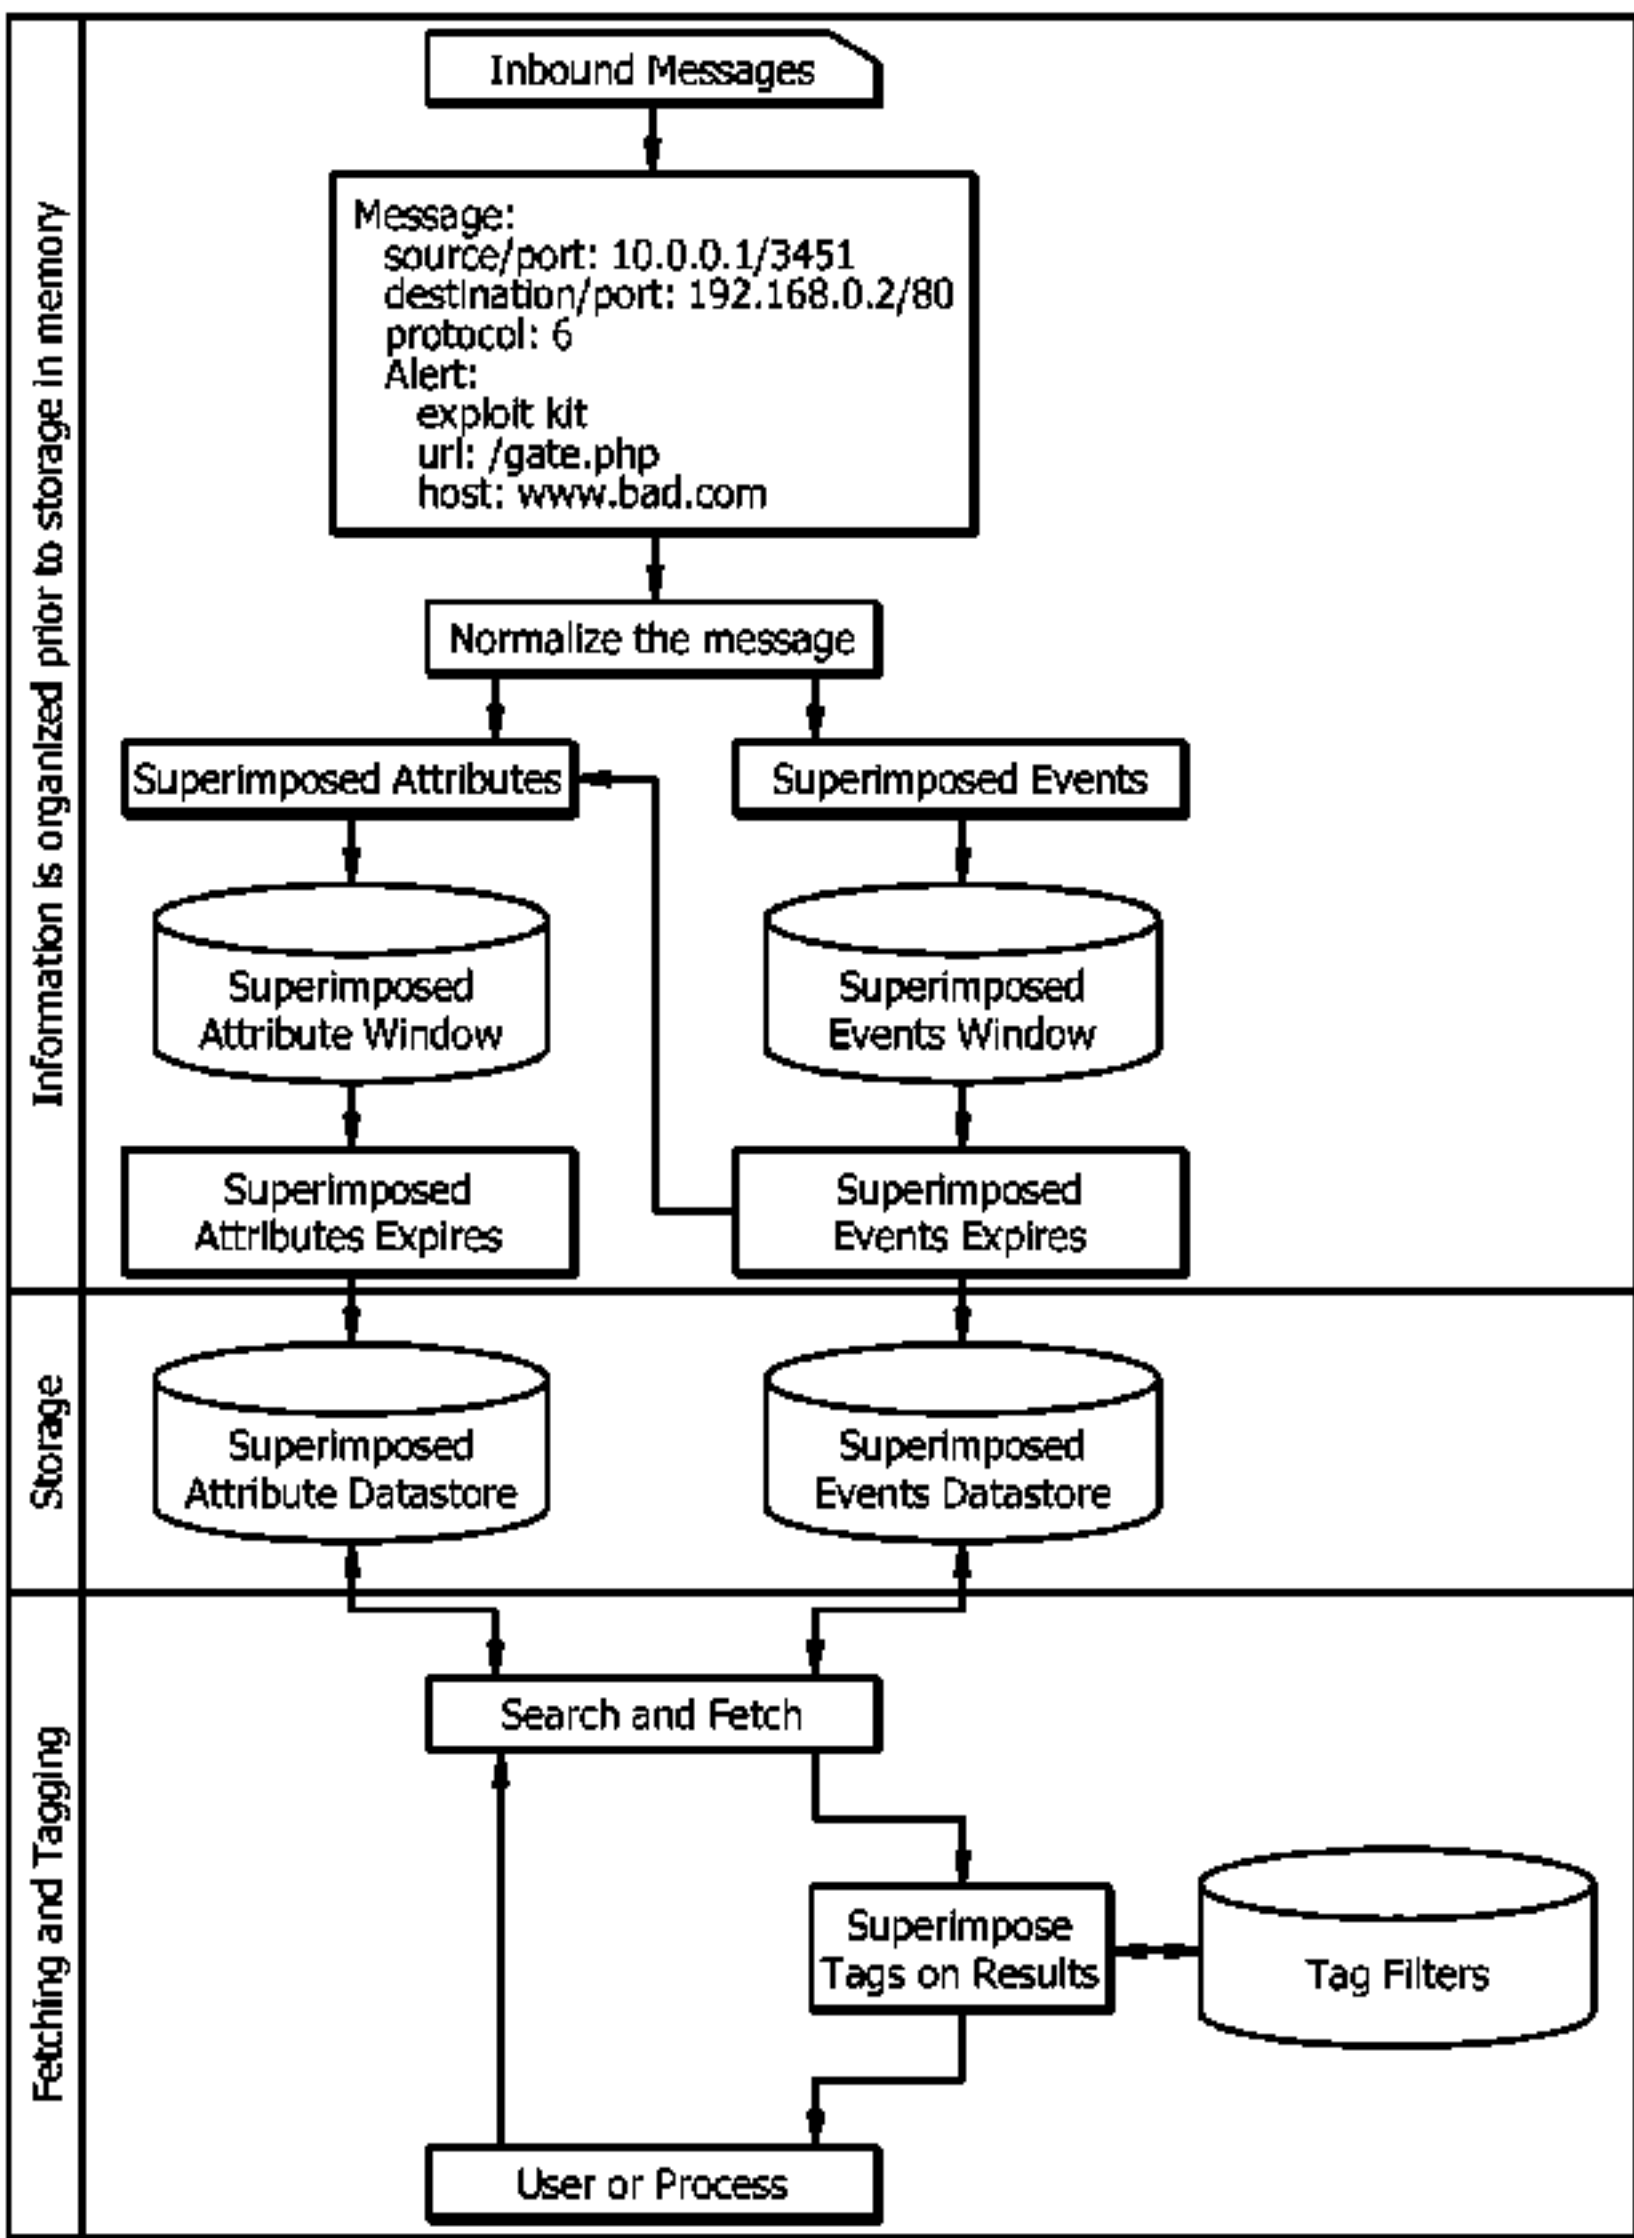 Inbound Messages
Message:
source/port: 10.0.0.1/3451
destination/port: 192.168.0.2/80
protocol: 6
Alert:
exploit kit
url: /gate.php
host: www.bad.com
Normalize the message
Superimposed Attributes
Superimposed Events
Superimposed
Attribute Window
Superimposed
Events Window
Superimposed
Attributes Expires
Superimposed
Events Expires
Information is organized prior to storage in memory
Superimposed
Attribute Datastore
Superimposed
Events Datastore
Storage
Search and Fetch
Superimpose
Tags on Results
Tag Filters
User or Process
Fetching and Tagging